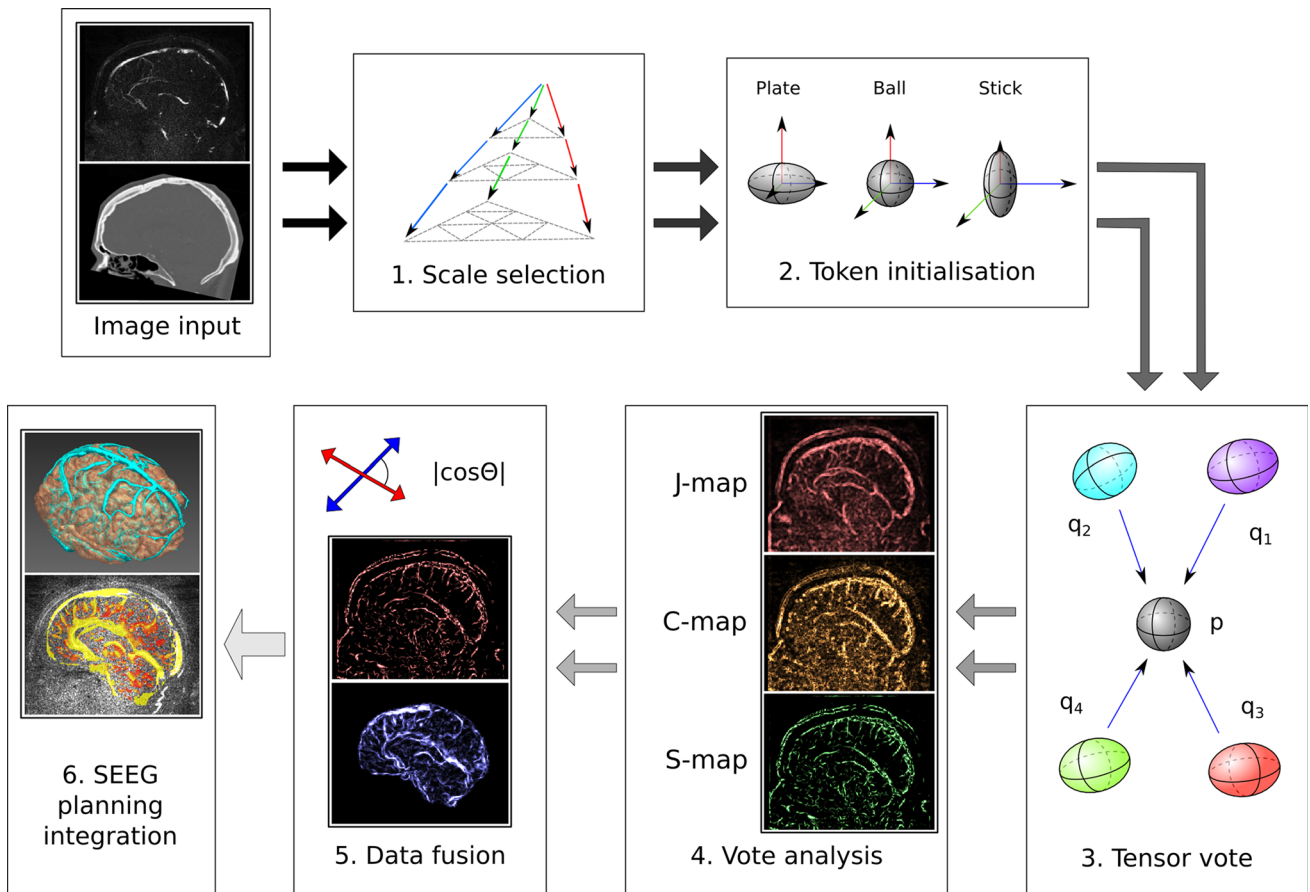 Image input
1. Scale selection
Plate
Ball
Stick
2. Token initialisation
q2
q1
p
q4
q3
3. Tensor vote
J-map
C-map
S-map
4. Vote analysis
|cosΘ|
5. Data fusion
6. SEEG
planning
integration